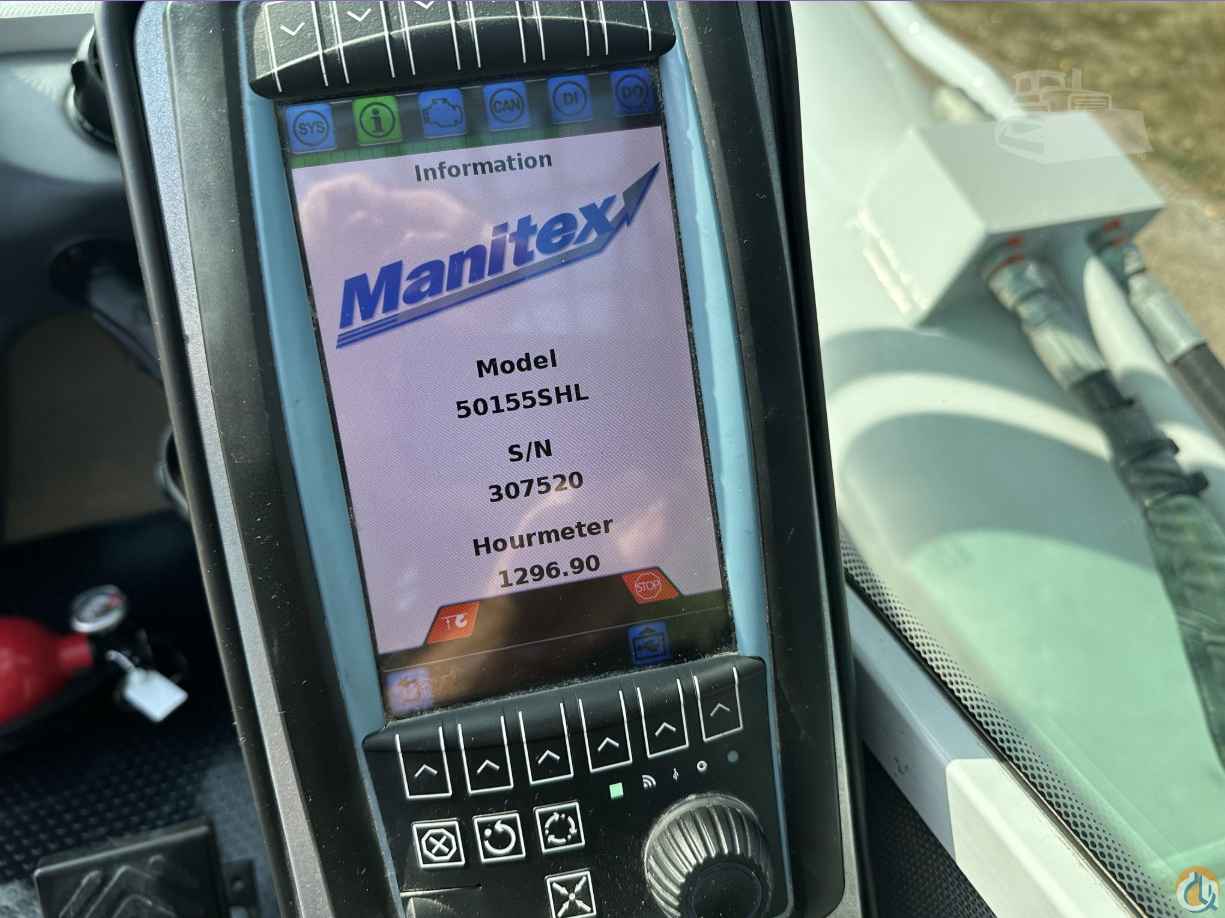 SYS
CAN
DI
DO
Information
Manitex
Model
50155SHL
S/N
307520
Hourmeter
1296.90
STOP